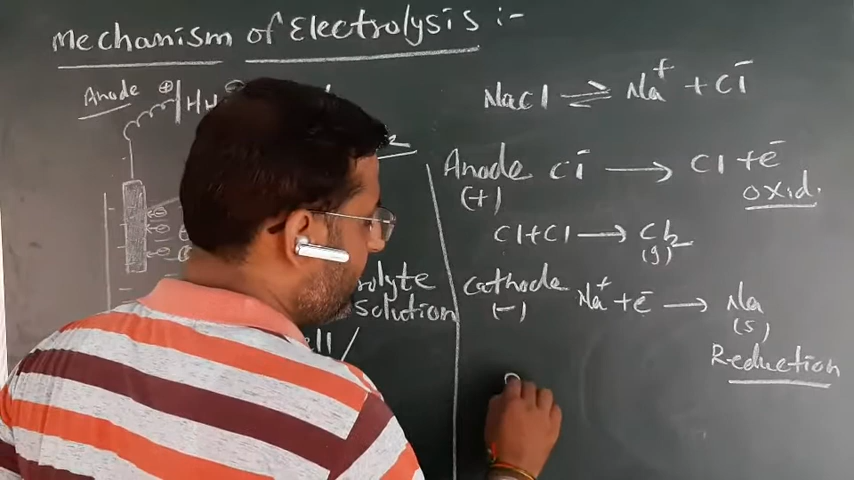 Mechanism of Electrolysis :-
Anode ⊕
NaCl ⇌ Na⁺ + Cl⁻
Anode Cl⁻ ⟶ Cl + e⁻
(+) Oxid.
Cl + Cl ⟶ Cl₂
(g)
Cathode Na⁺ + e⁻ ⟶ Na
(-) (s)
Reduction
Solution